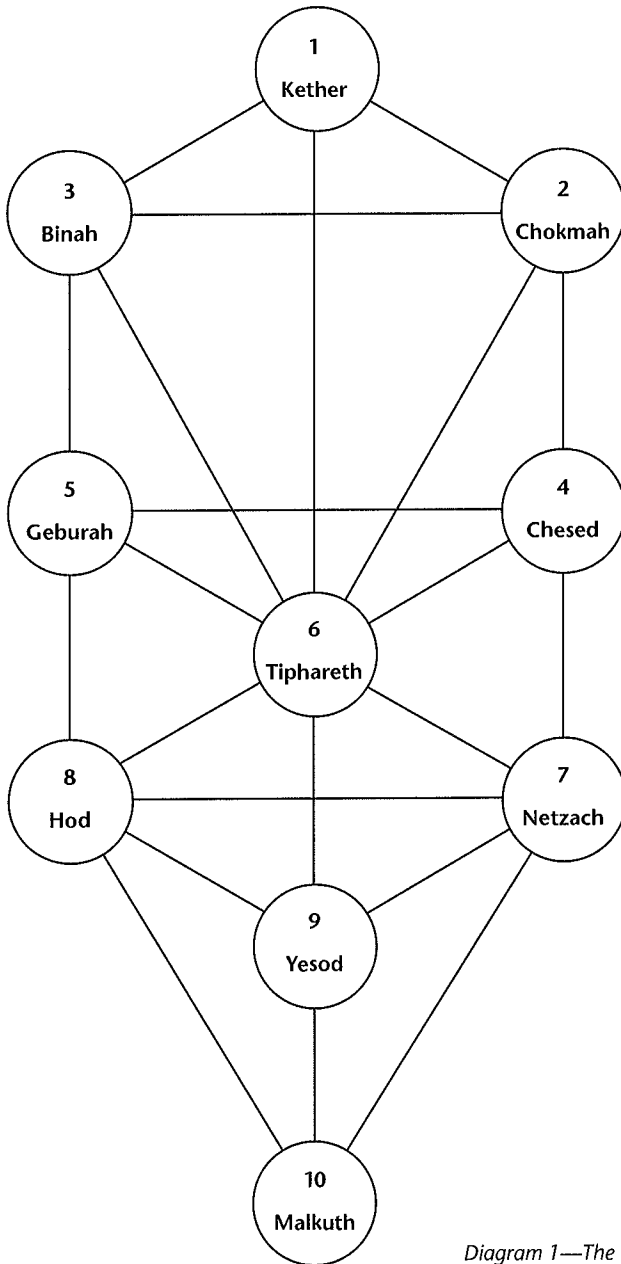 1
Kether
3
Binah
2
Chokmah
5
Geburah
4
Chesed
6
Tiphareth
8
Hod
7
Netzach
9
Yesod
10
Malkuth
Diagram 1—The